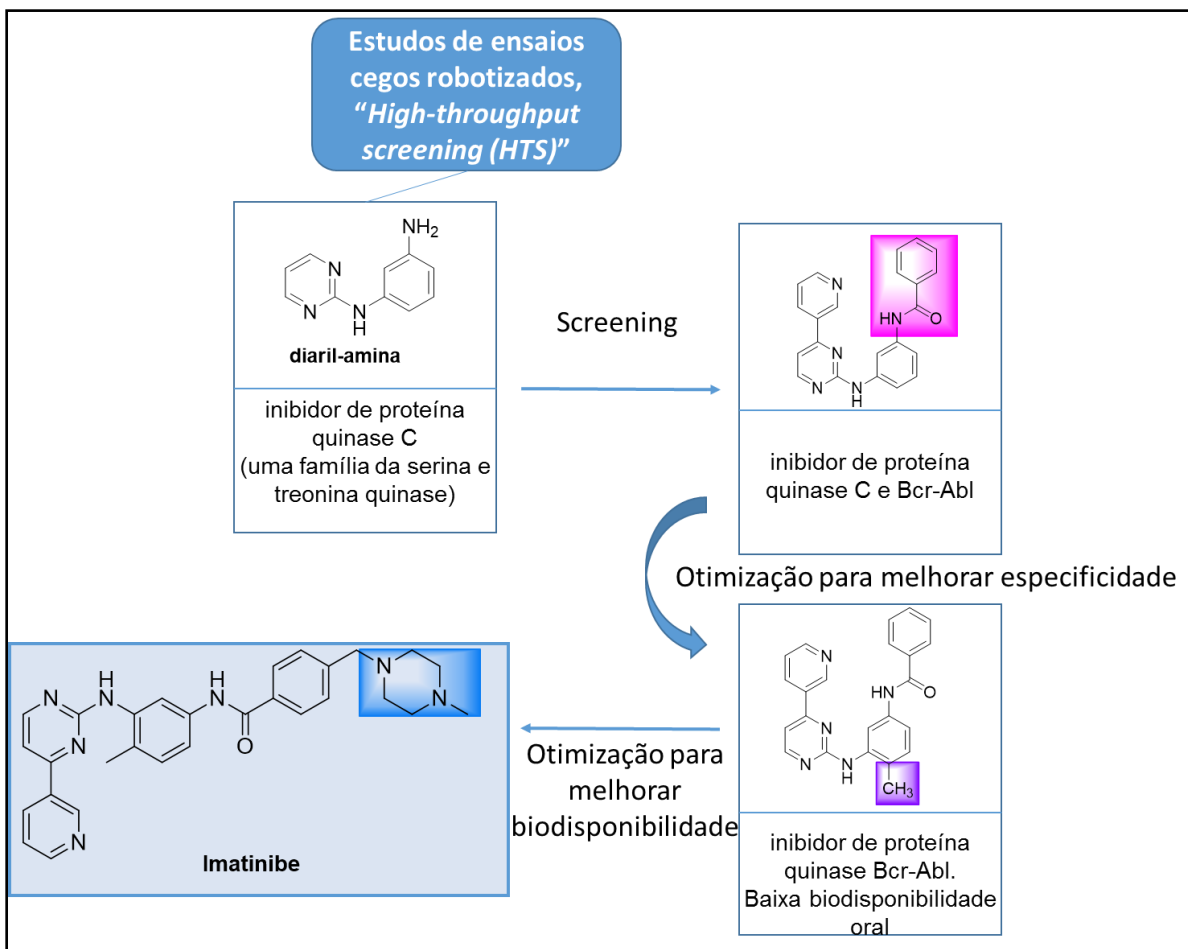 Estudos de ensaios
cegos robotizados,
“High-throughput
screening (HTS)”
NH2
N
N
N
H
diaril-amina
inibidor de proteína
quinase C
(uma família da serina e
treonina quinase)
Screening
N
HN
O
N
N
N
H
inibidor de proteína
quinase C e Bcr-Abl
Otimização para melhorar especificidade
N
HN
O
N
N
N
H
CH3
inibidor de proteína
quinase Bcr-Abl.
Baixa biodisponibilidade
oral
Otimização para
melhorar
biodisponibilidade
N
N
H
N
H
N
O
N
N
N
N
Imatinibe